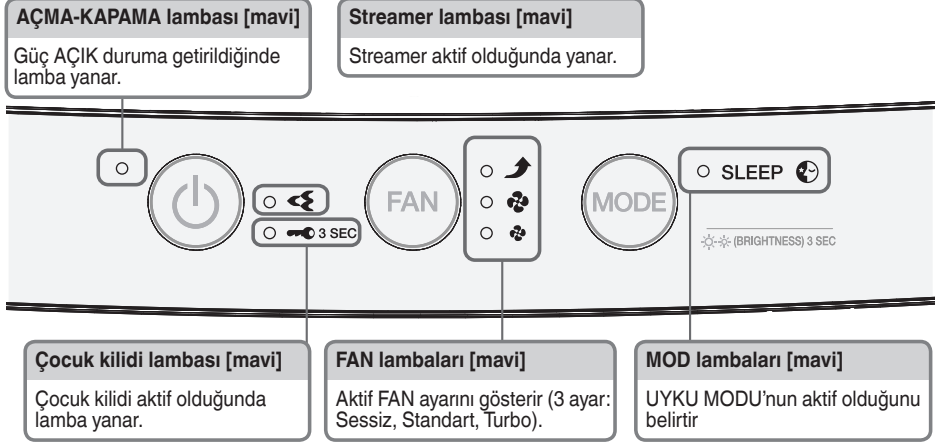 AÇMA-KAPAMA lambası [mavi]
Güç AÇIK duruma getirildiğinde
lamba yanar.
Streamer lambası [mavi]
Streamer aktif olduğunda yanar.
FAN
MODE
SLEEP
3 SEC
(BRIGHTNESS) 3 SEC
Çocuk kilidi lambası [mavi]
Çocuk kilidi aktif olduğunda
lamba yanar.
FAN lambaları [mavi]
Aktif FAN ayarını gösterir (3 ayar:
Sessiz, Standart, Turbo).
MOD lambaları [mavi]
UYKU MODU’nun aktif olduğunu
belirtir